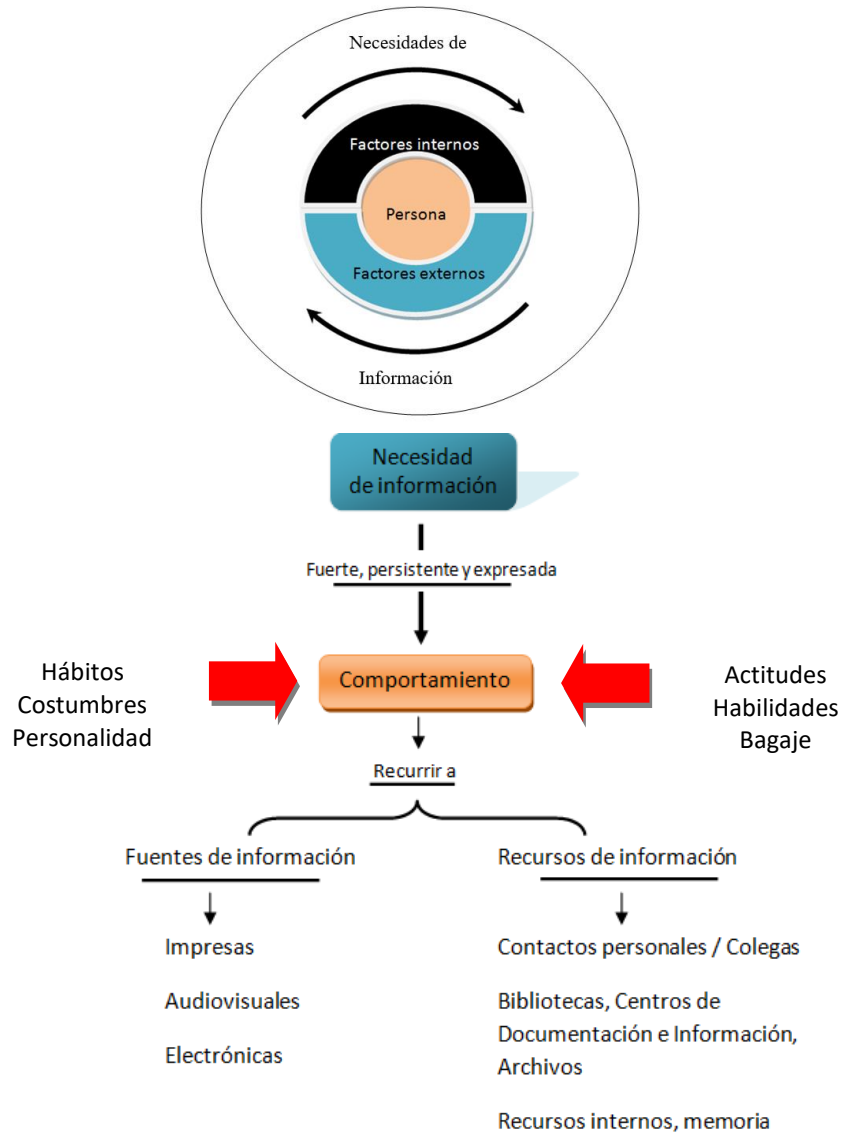 Necesidades de
Factores internos
Persona
Factores externos
Información
Necesidad
de información
Fuerte, persistente y expresada
Hábitos
Costumbres
Personalidad
Comportamiento
Actitudes
Habilidades
Bagaje
Recurrir a
Fuentes de información
Impresas
Audiovisuales
Electrónicas
Recursos de información
Contactos personales / Colegas
Bibliotecas, Centros de
Documentación e Información,
Archivos
Recursos internos, memoria